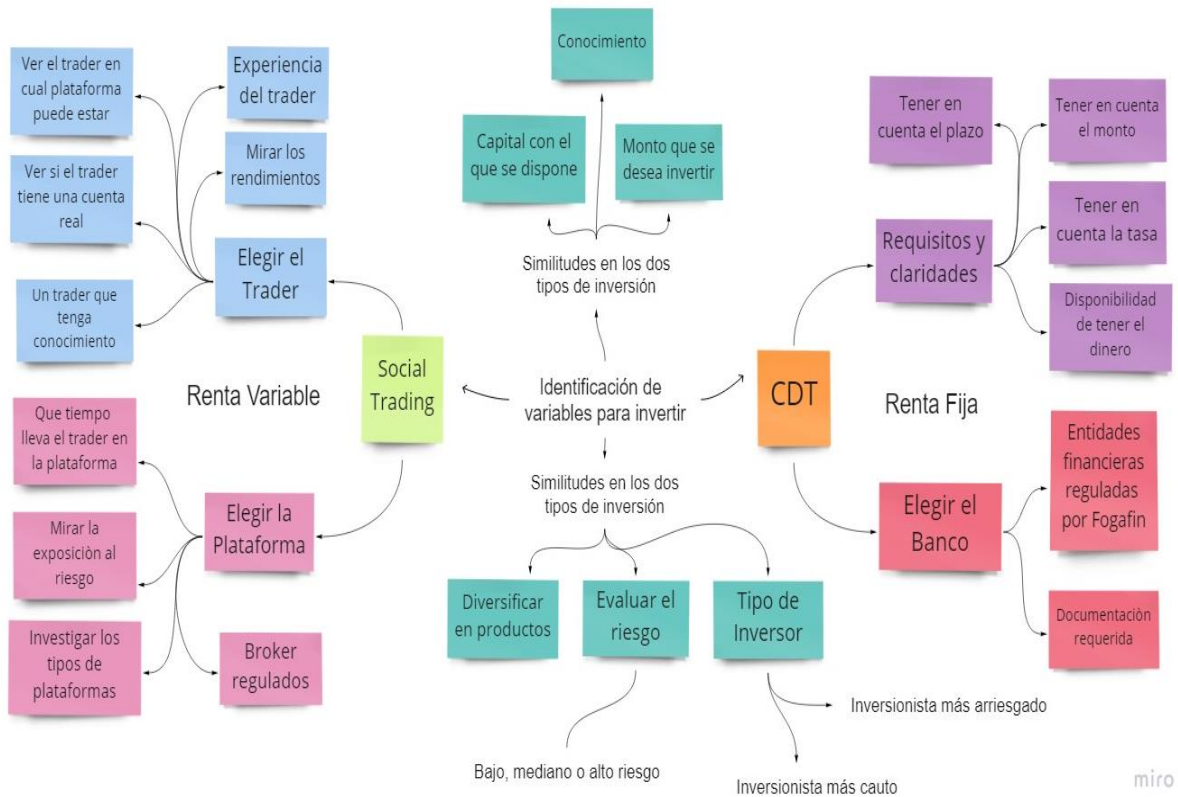 Ver el trader en
cual plataforma
puede estar
Experiencia
del trader
Ver si el trader
tiene una cuenta
real
Mirar los
rendimientos
Un trader que
tenga
conocimiento
Elegir el
Trader
Renta Variable
Social
Trading
Que tiempo
lleva el trader en
la plataforma
Mirar la
exposiciòn al
riesgo
Investigar los
tipos de
plataformas
Broker
regulados
Elegir la
Plataforma
Conocimiento
Capital con el
que se dispone
Monto que se
desea invertir
Similitudes en los dos
tipos de inversión
Identificación de
variables para invertir
Similitudes en los dos
tipos de inversión
Diversificar
en productos
Evaluar el
riesgo
Tipo de
Inversor
Bajo, mediano o alto riesgo
Inversionista más arriesgado
Inversionista más cauto
CDT
Renta Fija
Tener en
cuenta el plazo
Tener en cuenta
el monto
Requisitos y
claridades
Tener en
cuenta la tasa
Disponibilidad
de tener el
dinero
Elegir el
Banco
Entidades
financieras
reguladas
por Fogafin
Documentaciòn
requerida
miro